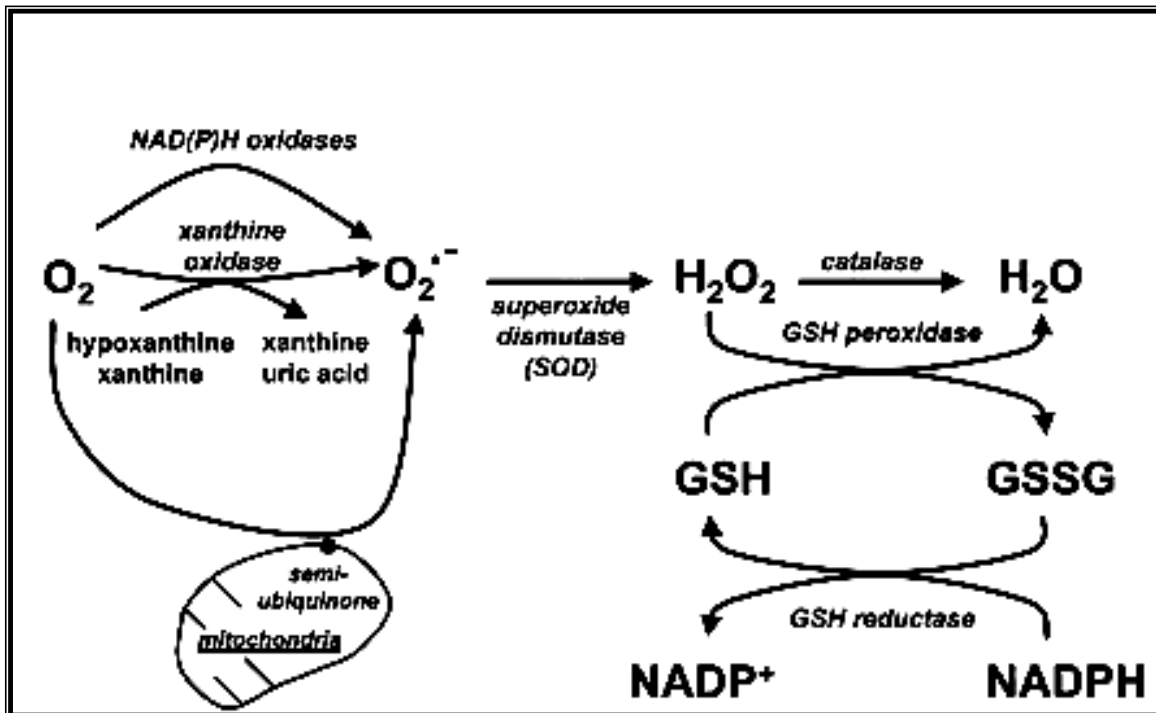 NAD(P)H oxidases
xanthine
oxidase
O₂
O₂•⁻
hypoxanthine
xanthine
xanthine
uric acid
superoxide
dismutase
(SOD)
H₂O₂
catalase
H₂O
GSH peroxidase
GSH
GSSG
GSH reductase
NADP⁺
NADPH
semi-
ubiquinone
mitochondria